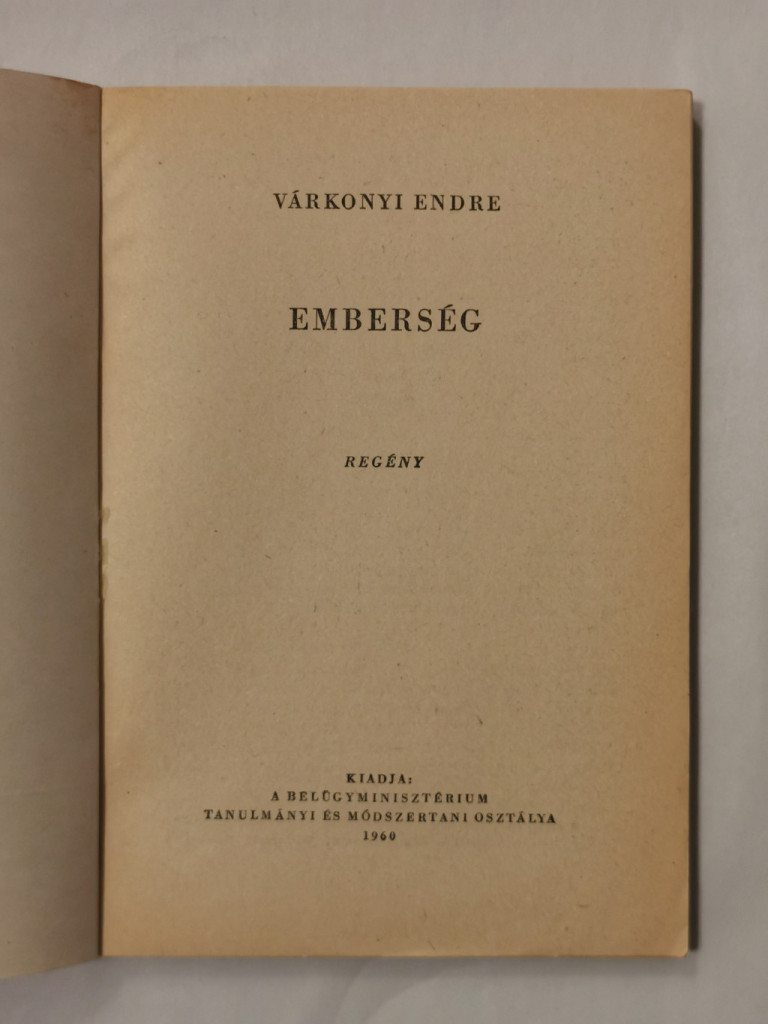 VÁRKONYI ENDRE
EMBERSÉG
REGÉNY
KIADJA:
A BELÜGYMINISZTÉRIUM
TANULMÁNYI ÉS MÓDSZERTANI OSZTÁLYA
1960